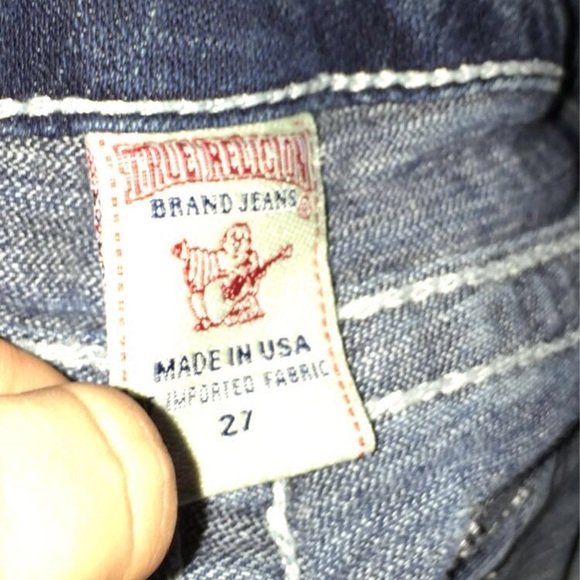 TRUE RELIGION
BRAND JEANS ®
MADE IN USA
IMPORTED FABRIC
27